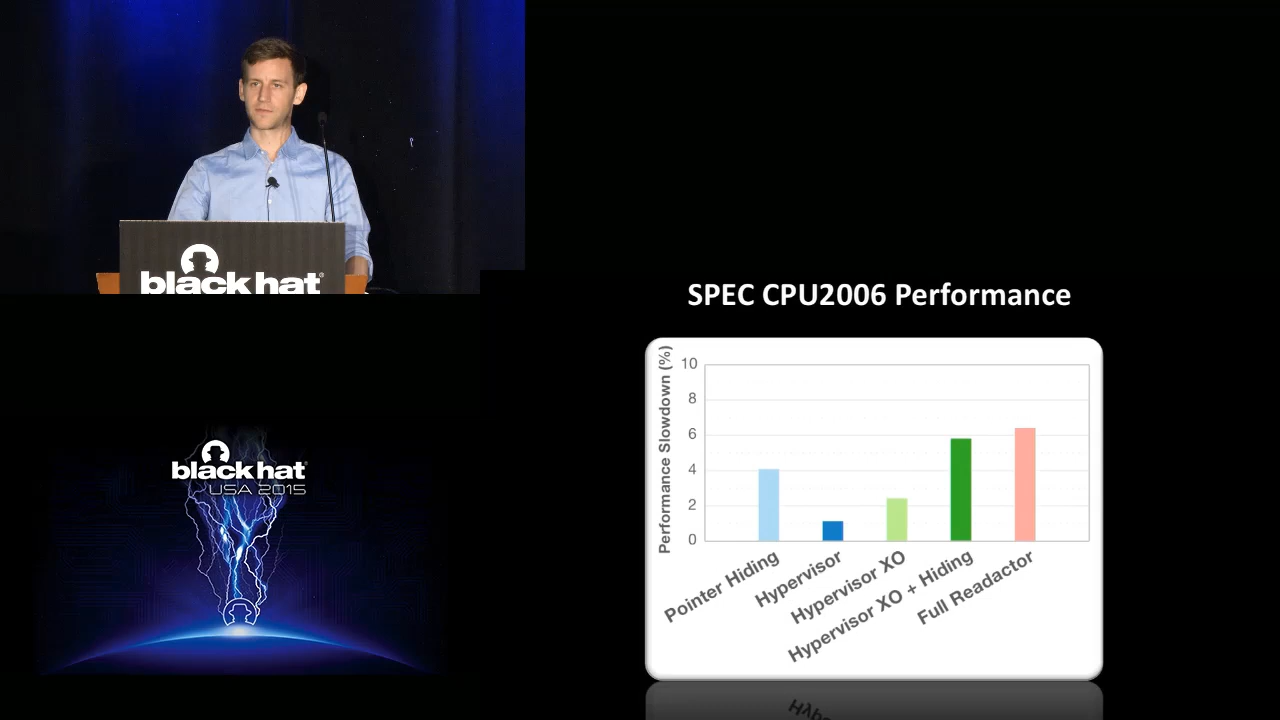 black hat
black hat
USA 2015
SPEC CPU2006 Performance
Performance Slowdown (%)
10
8
6
4
2
0
Pointer Hiding
Hypervisor
Hypervisor XO
Hypervisor XO + Hiding
Full Readactor
Hypo